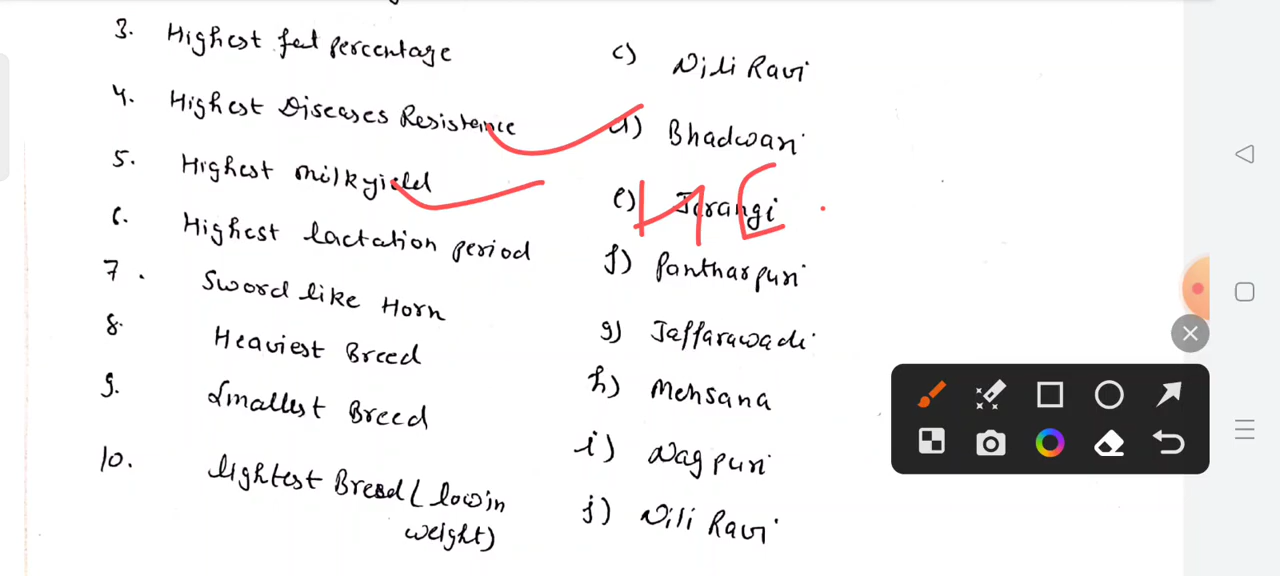 3. Highest fat percentage
c) Nili Ravi
4. Highest Diseases Resistence
d) Bhadwari
5. Highest milkyield
e) Jerangi
6. Highest lactation period
f) Pantharpuri
7. Sword like Horn
g) Jaffarawadi
8. Heaviest Breed
h) Mehsana
9. Smallest Breed
i) Nagpuri
10. lightest Breed (low in
weight)
j) Nili Ravi